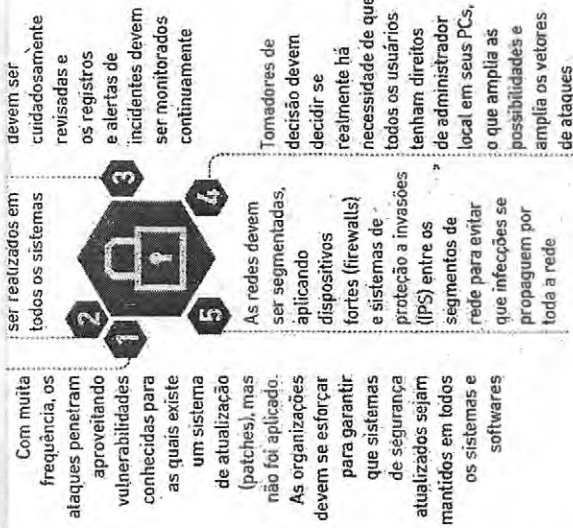 Com muita
frequência, os
ataques penetram
aproveitando
vulnerabilidades
conhecidas para
as quais existe
um sistema
de atualização
(patches), mas
não foi aplicado.
As organizações
devem se esforçar
para garantir
que sistemas
de segurança
atualizados sejam
mantidos em todos
os sistemas e
softwares
1
2
ser realizados em
todos os sistemas
3
devem ser
cuidadosamente
revisadas e
os registros
e alertas de
incidentes devem
ser monitorados
continuamente
4
Tomadores de
decisão devem
decidir se
realmente há
necessidade de que
todos os usuários
tenham direitos
de administrador
local em seus PCs,
o que amplia as
possibilidades e
amplia os vetores
de ataques
5
As redes devem
ser segmentadas,
aplicando
dispositivos
fortes (firewalls)
e sistemas de
proteção a invasões
(IPS) entre os
segmentos de
rede para evitar
que infecções se
propaguem por
toda a rede